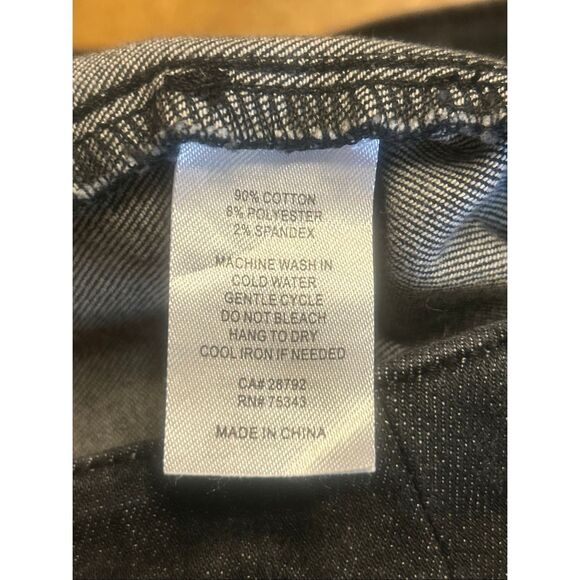 90% COTTON
8% POLYESTER
2% SPANDEX
MACHINE WASH IN
COLD WATER
GENTLE CYCLE
DO NOT BLEACH
HANG TO DRY
COOL IRON IF NEEDED
CA# 28792
RN# 75343
MADE IN CHINA